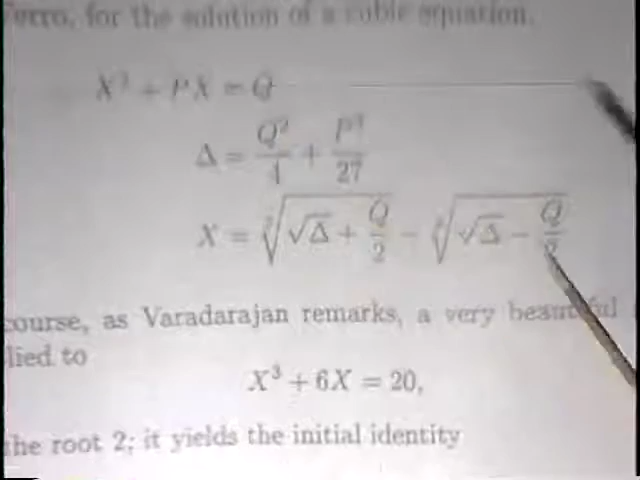 Ferro, for the solution of a cubic equation,
X³ + PX = Q
Δ = Q²/4 + P³/27
X = ∛(√Δ + Q/2) − ∛(√Δ − Q/2)
course, as Varadarajan remarks, a very beautiful
lied to
X³ + 6X = 20,
the root 2; it yields the initial identity